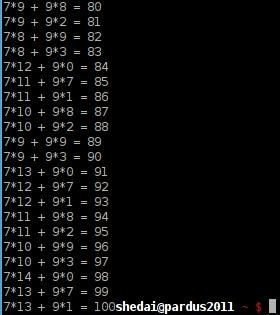 7*9 + 9*8 = 80
7*9 + 9*2 = 81
7*8 + 9*9 = 82
7*8 + 9*3 = 83
7*12 + 9*0 = 84
7*11 + 9*7 = 85
7*11 + 9*1 = 86
7*10 + 9*8 = 87
7*10 + 9*2 = 88
7*9 + 9*9 = 89
7*9 + 9*3 = 90
7*13 + 9*0 = 91
7*12 + 9*7 = 92
7*12 + 9*1 = 93
7*11 + 9*8 = 94
7*11 + 9*2 = 95
7*10 + 9*9 = 96
7*10 + 9*3 = 97
7*14 + 9*0 = 98
7*13 + 9*7 = 99
7*13 + 9*1 = 100shedai@pardus2011 ~ $